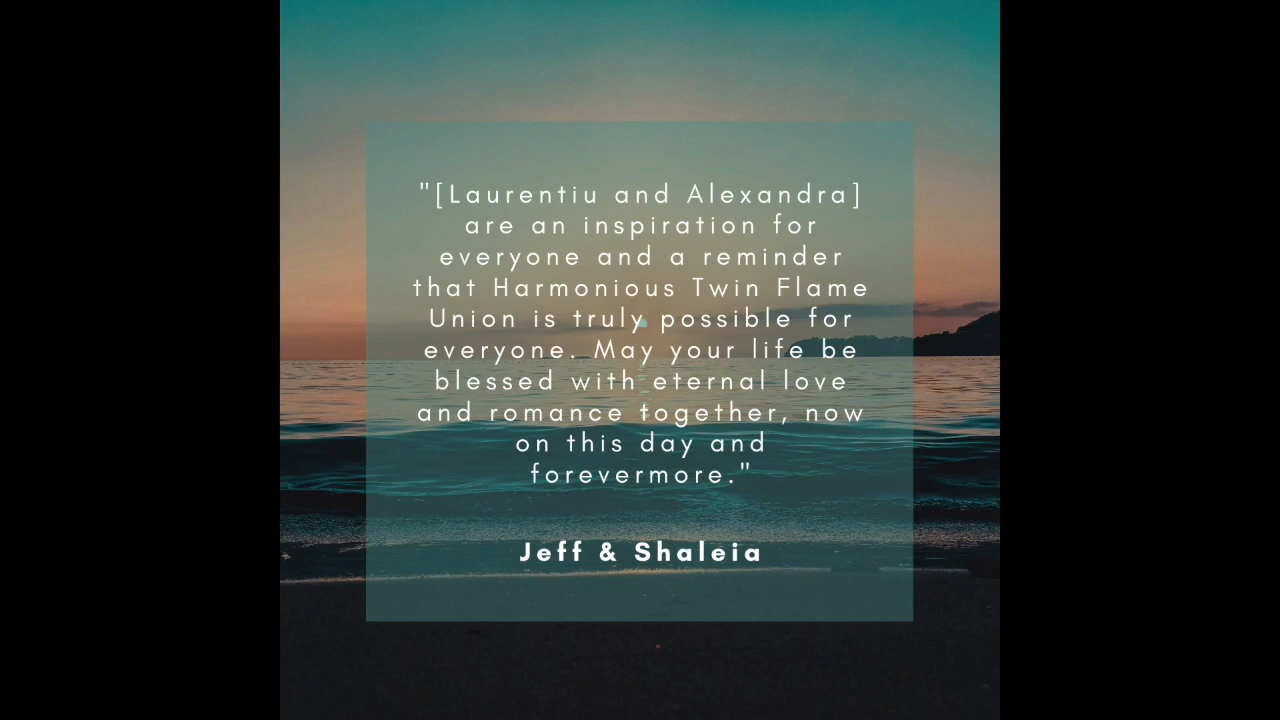 "[Laurentiu and Alexandra]
are an inspiration for
everyone and a reminder
that Harmonious Twin Flame
Union is truly possible for
everyone. May your life be
blessed with eternal love
and romance together, now
on this day and
forevermore."
Jeff & Shaleia